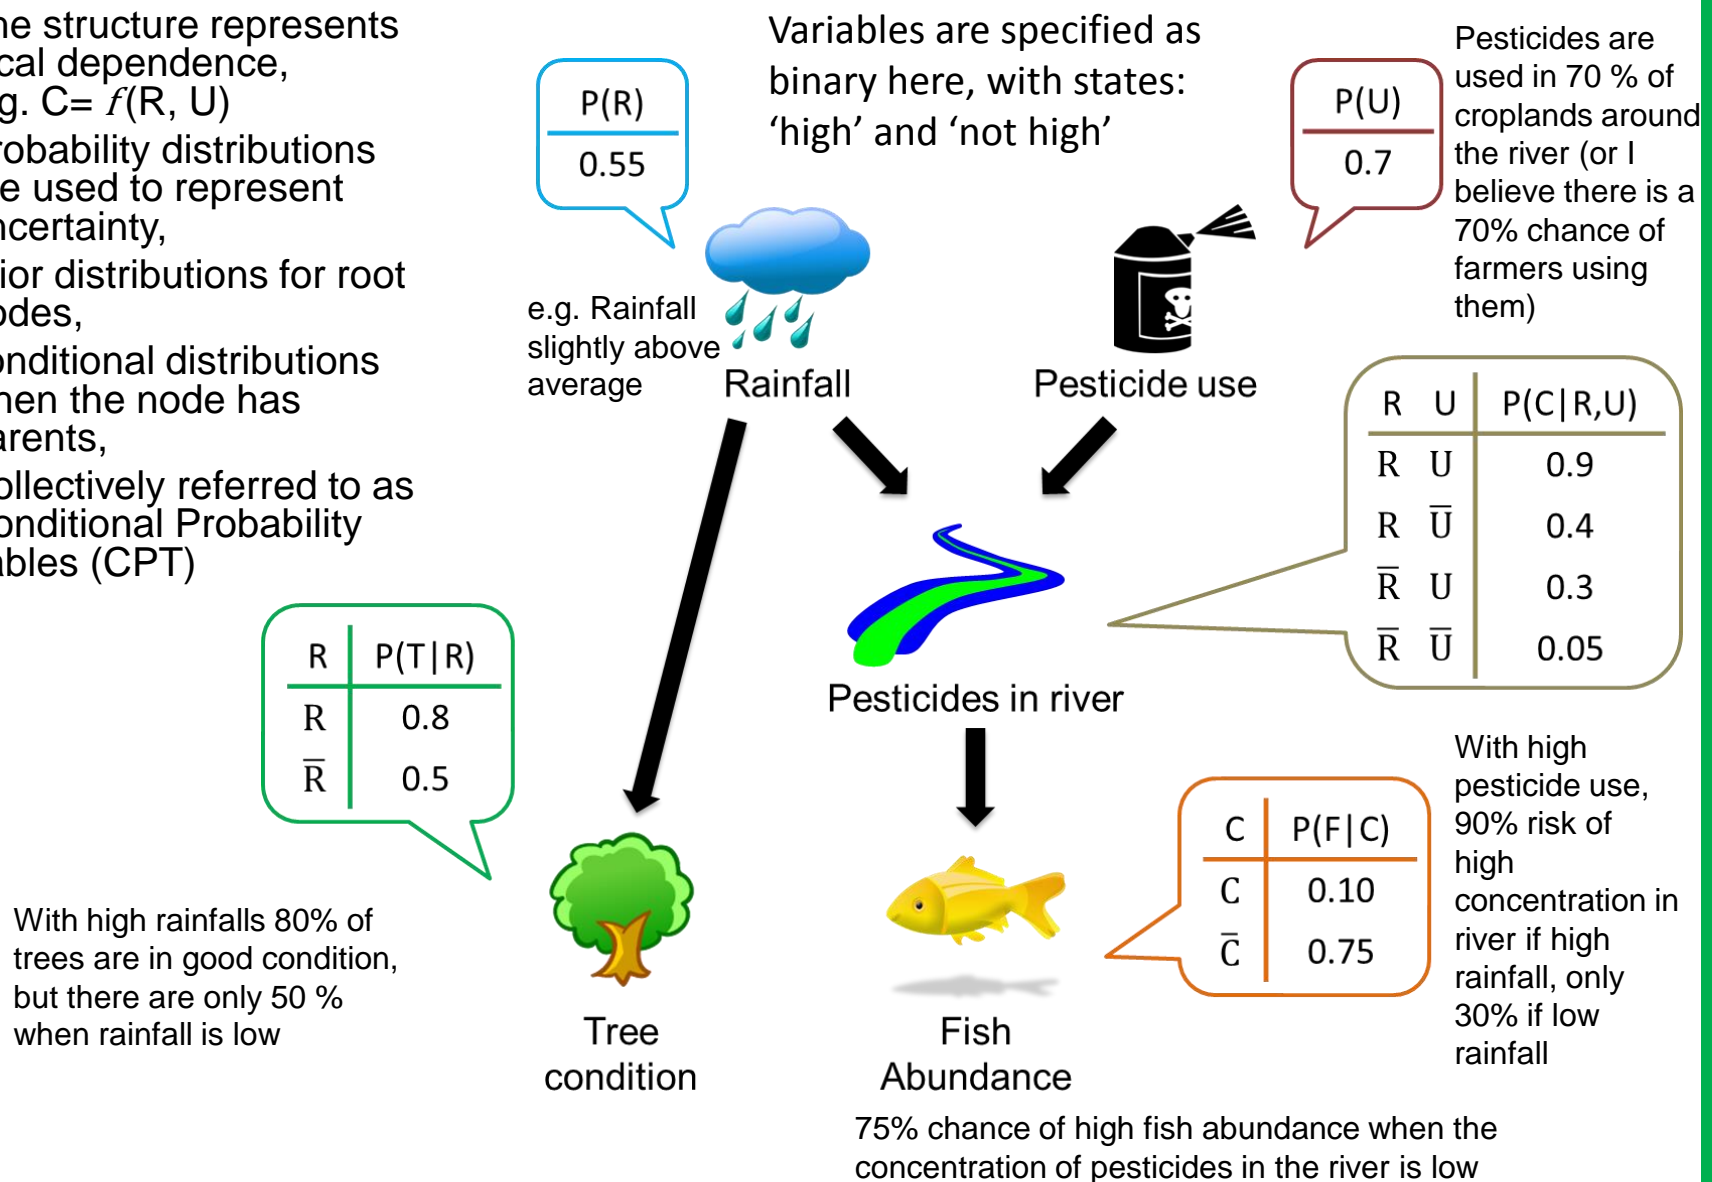 he structure represents
cal dependence,
g. C= f(R, U)
robability distributions
e used to represent
ncertainty,
ior distributions for root
odes,
onditional distributions
hen the node has
arents,
ollectively referred to as
onditional Probability
ables (CPT)
Variables are specified as
binary here, with states:
‘high’ and ‘not high’
P(R)
0.55
P(U)
0.7
Pesticides are
used in 70 % of
croplands around
the river (or I
believe there is a
70% chance of
farmers using
them)
e.g. Rainfall
slightly above
average
Rainfall
Pesticide use
R U P(C|R,U)
R U 0.9
R U̅ 0.4
R̅ U 0.3
R̅ U̅ 0.05
Pesticides in river
R P(T|R)
R 0.8
R̅ 0.5
With high rainfalls 80% of
trees are in good condition,
but there are only 50 %
when rainfall is low
Tree
condition
C P(F|C)
C 0.10
C̅ 0.75
With high
pesticide use,
90% risk of
high
concentration in
river if high
rainfall, only
30% if low
rainfall
Fish
Abundance
75% chance of high fish abundance when the
concentration of pesticides in the river is low